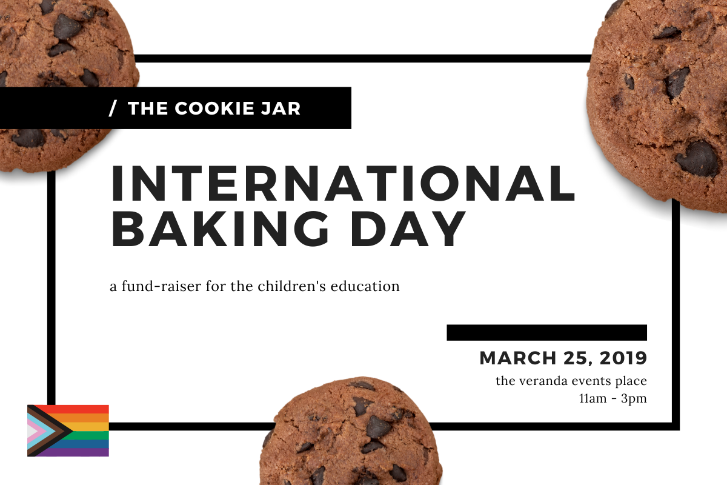 / THE COOKIE JAR
INTERNATIONAL
BAKING DAY
a fund-raiser for the children's education
MARCH 25, 2019
the veranda events place
11am - 3pm